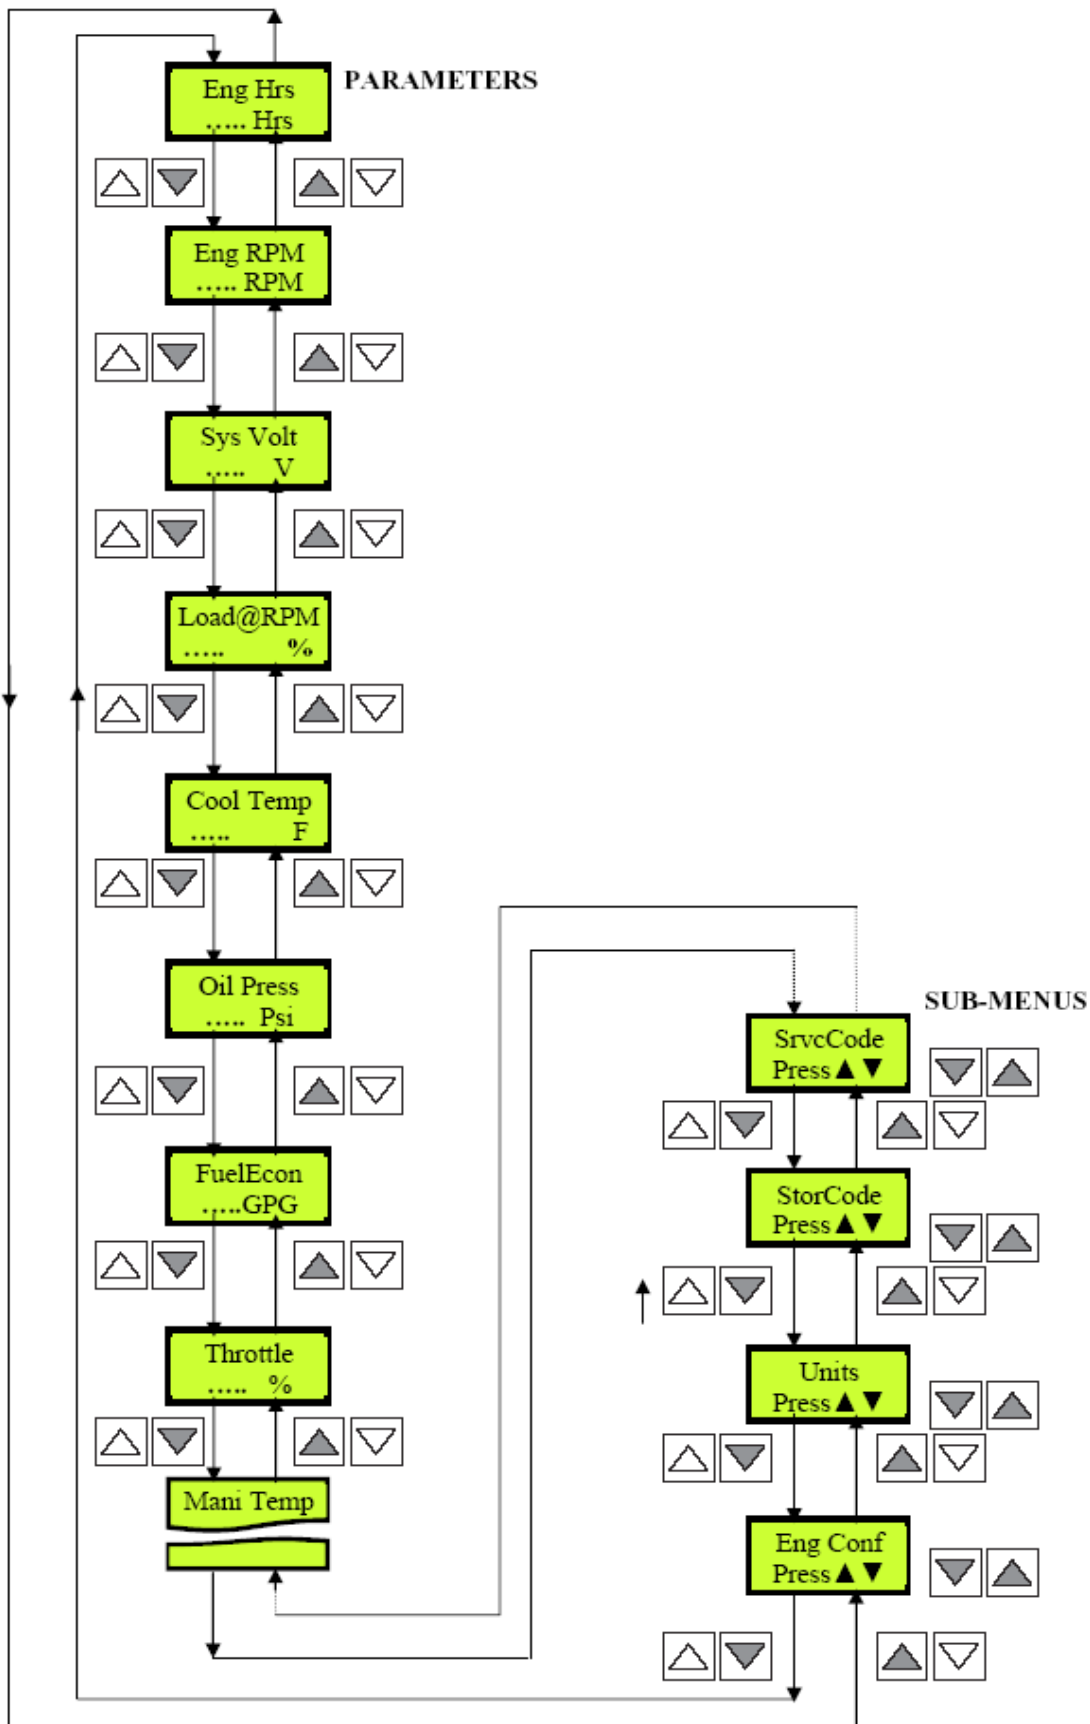 PARAMETERS
Eng Hrs
..... Hrs
Eng RPM
..... RPM
Sys Volt
..... V
Load@RPM
..... %
Cool Temp
..... F
Oil Press
..... Psi
FuelEcon
.....GPG
Throttle
..... %
Mani Temp
SUB-MENUS
SrvcCode
Press▲▼
StorCode
Press▲▼
Units
Press▲▼
Eng Conf
Press▲▼